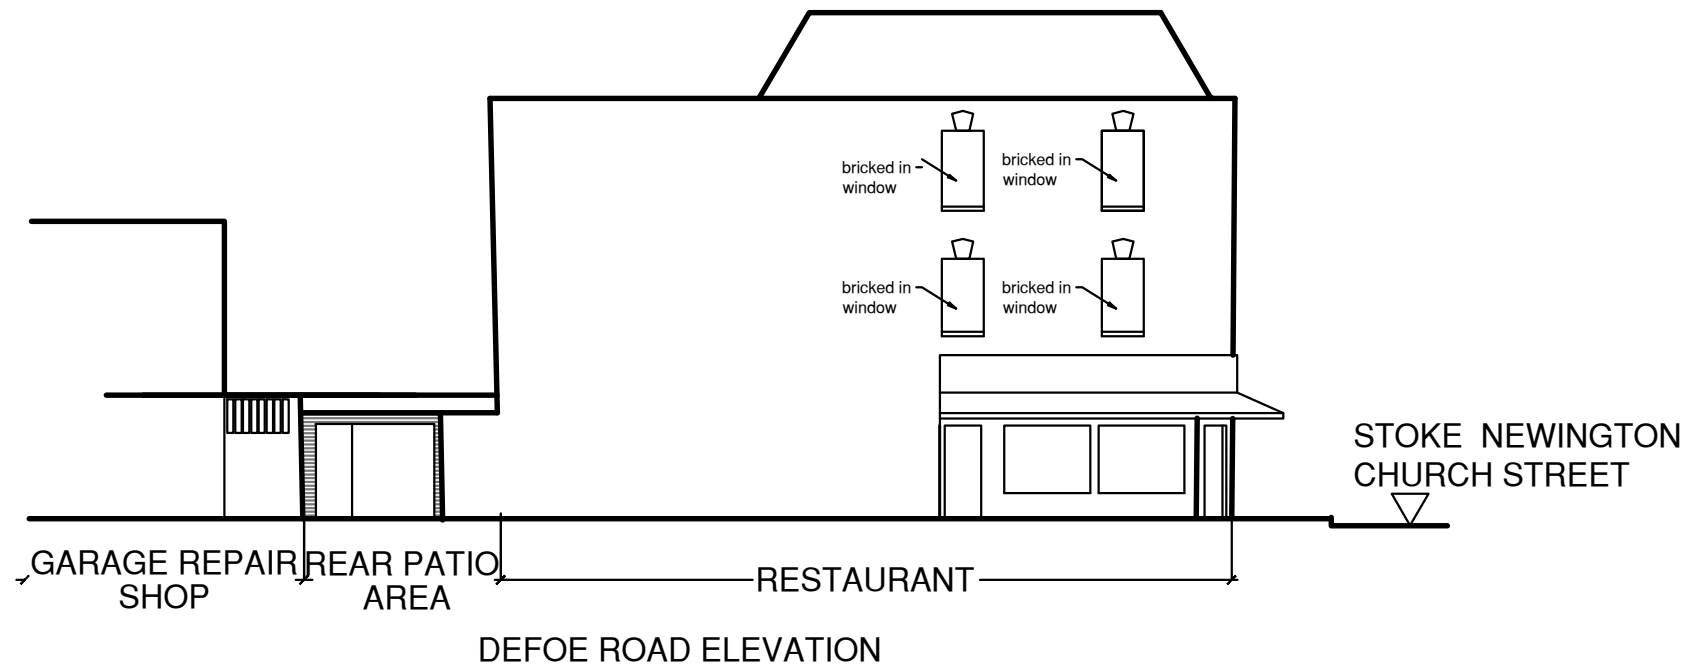 bricked in
window
bricked in
window
bricked in
window
bricked in
window
STOKE NEWINGTON
CHURCH STREET
GARAGE REPAIR
SHOP
REAR PATIO
AREA
RESTAURANT
DEFOE ROAD ELEVATION